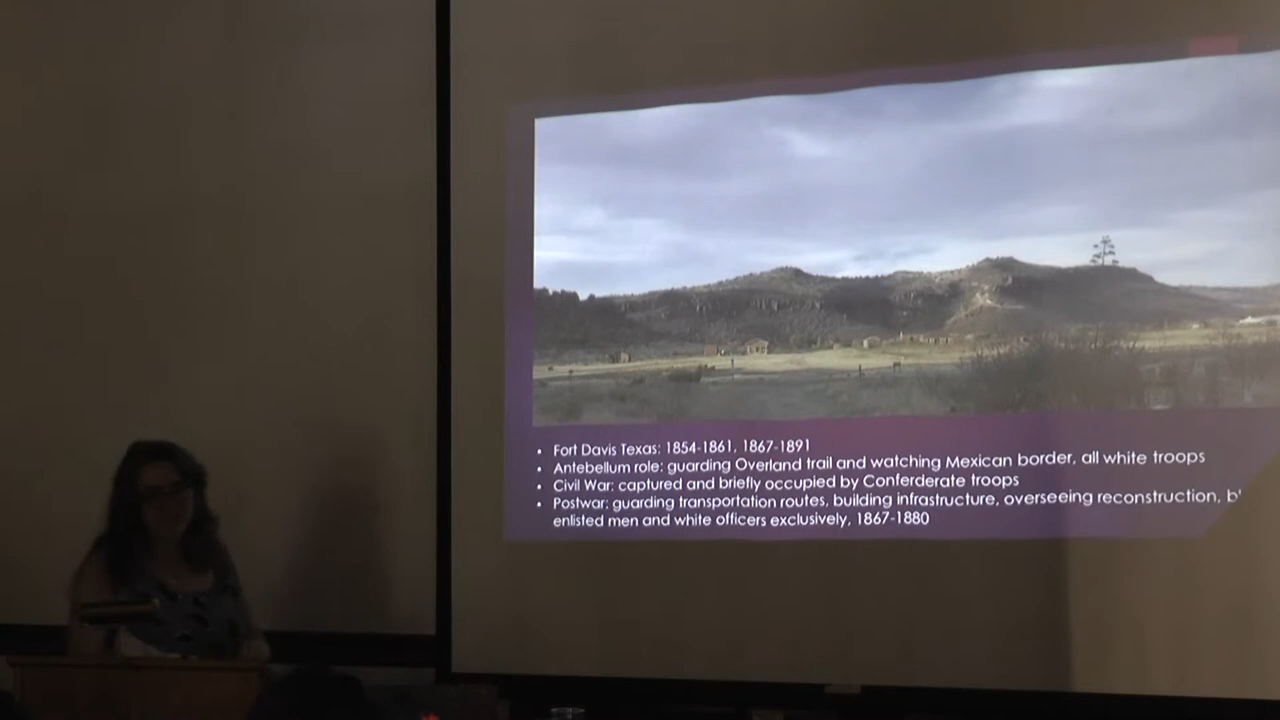 • Fort Davis Texas: 1854-1861, 1867-1891
• Antebellum role: guarding Overland trail and watching Mexican border, all white troops
• Civil War: captured and briefly occupied by Conferderate troops
• Postwar: guarding transportation routes, building infrastructure, overseeing reconstruction,
enlisted men and white officers exclusively, 1867-1880